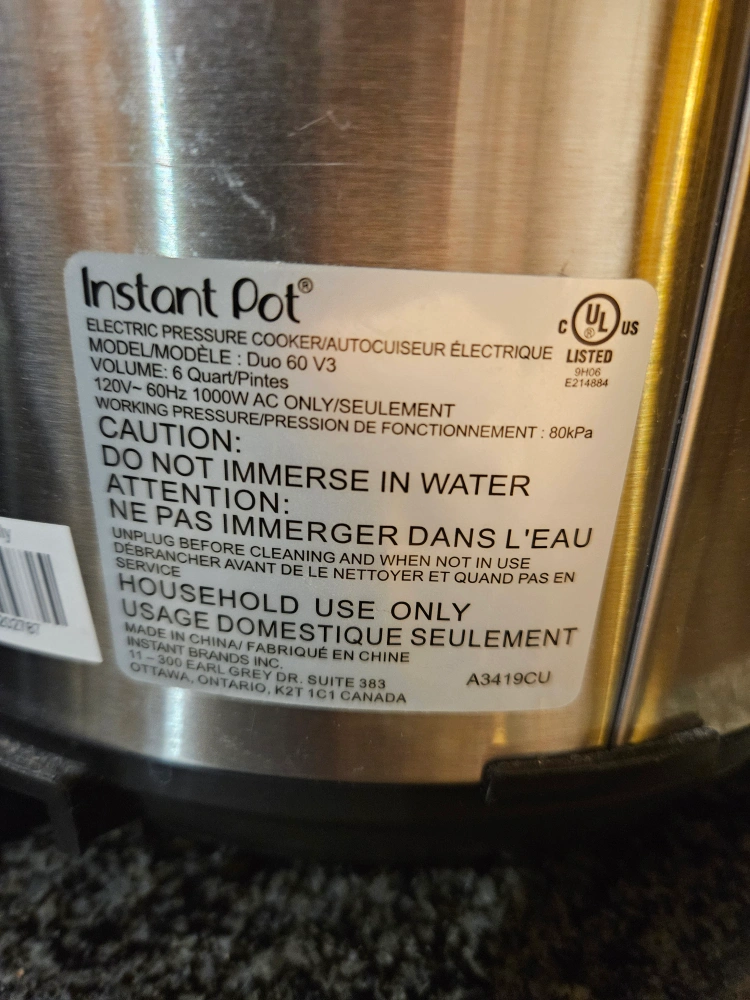 Instant Pot®
ELECTRIC PRESSURE COOKER/AUTOCUISEUR ÉLECTRIQUE
MODEL/MODÈLE : Duo 60 V3
VOLUME: 6 Quart/Pintes
120V~ 60Hz 1000W AC ONLY/SEULEMENT
WORKING PRESSURE/PRESSION DE FONCTIONNEMENT : 80kPa
C UL® US
LISTED
9H06
E214884
CAUTION:
DO NOT IMMERSE IN WATER
ATTENTION:
NE PAS IMMERGER DANS L'EAU
UNPLUG BEFORE CLEANING AND WHEN NOT IN USE
DÉBRANCHER AVANT DE LE NETTOYER ET QUAND PAS EN
SERVICE
HOUSEHOLD USE ONLY
USAGE DOMESTIQUE SEULEMENT
MADE IN CHINA/ FABRIQUÉ EN CHINE
INSTANT BRANDS INC.
11 – 300 EARL GREY DR. SUITE 383
OTTAWA, ONTARIO, K2T 1C1 CANADA
A3419CU